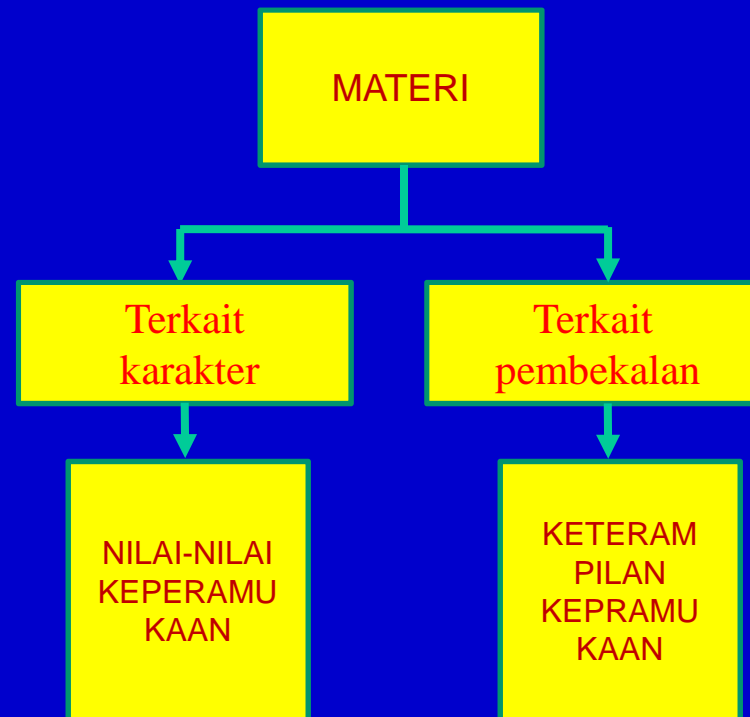 MATERI
Terkait
karakter
Terkait
pembekalan
NILAI-NILAI
KEPERAMU
KAAN
KETERAM
PILAN
KEPRAMU
KAAN